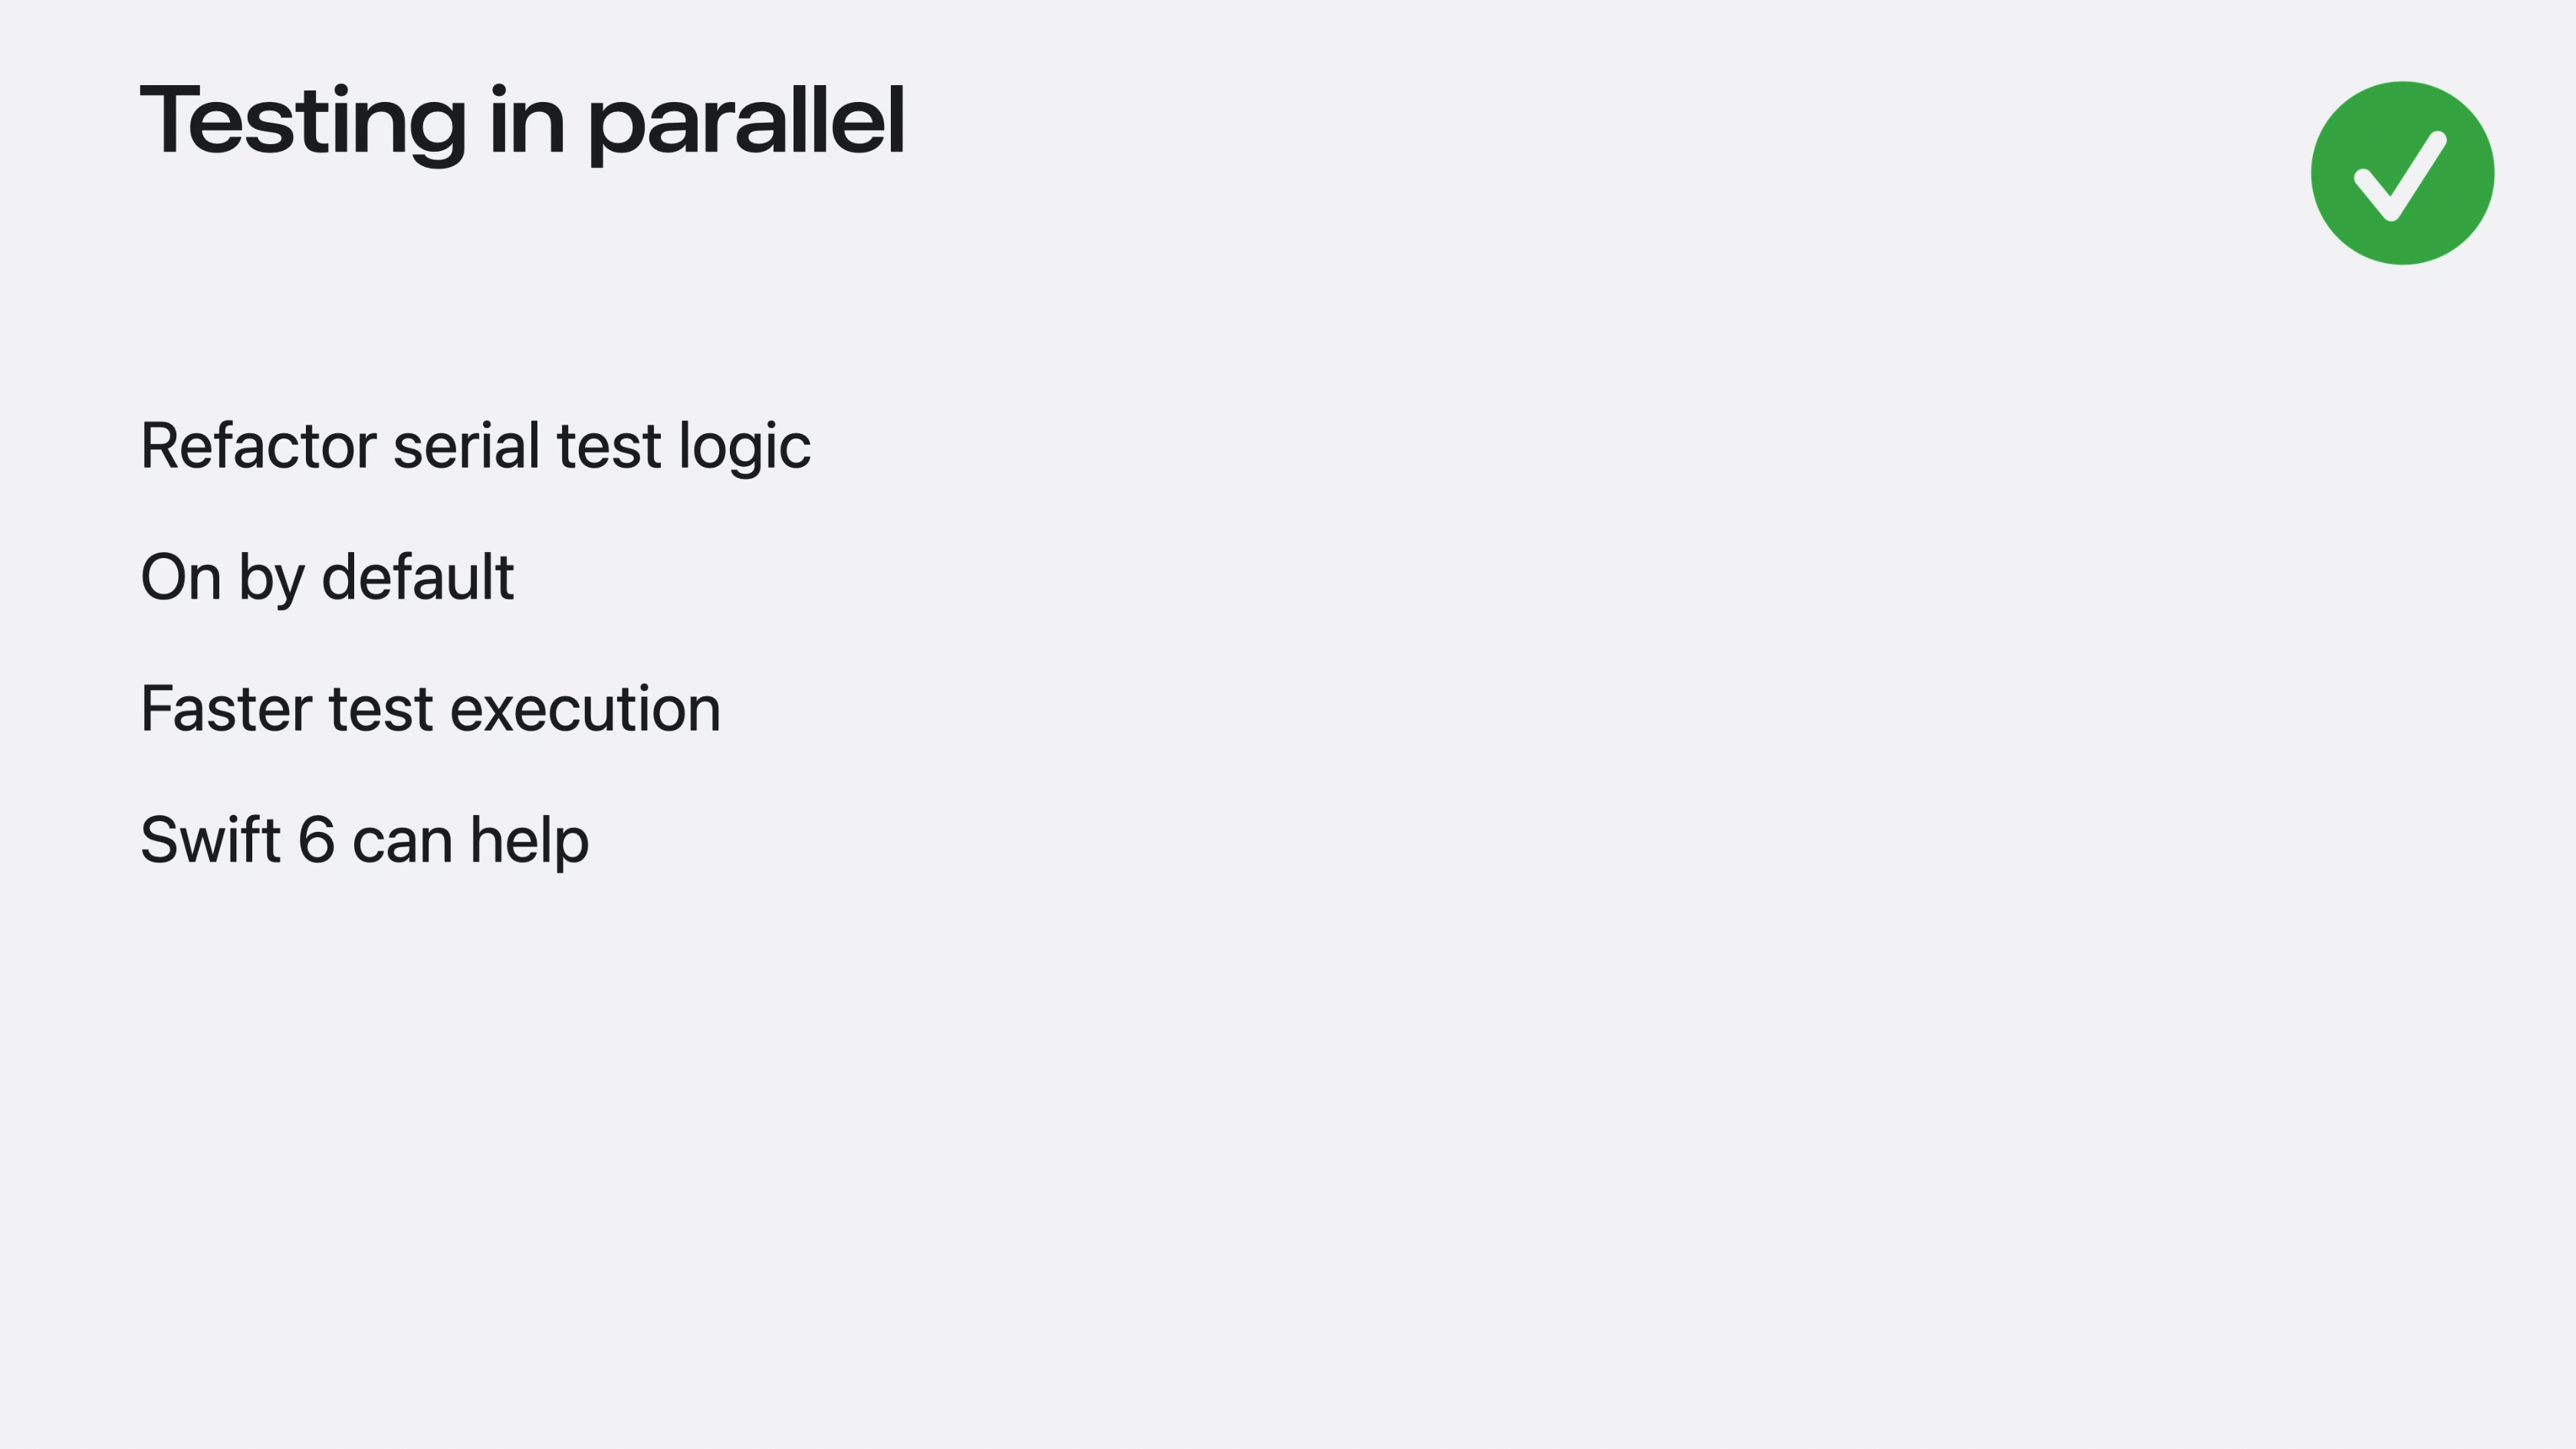 Testing in parallel
Refactor serial test logic
On by default
Faster test execution
Swift 6 can help